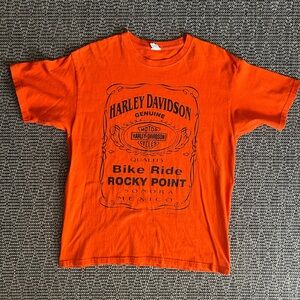 HARLEY DAVIDSON
GENUINE
MOTOR
HARLEY-DAVIDSON
CYCLES
QUALITY
Bike Ride
ROCKY POINT
SONORA
MEXICO